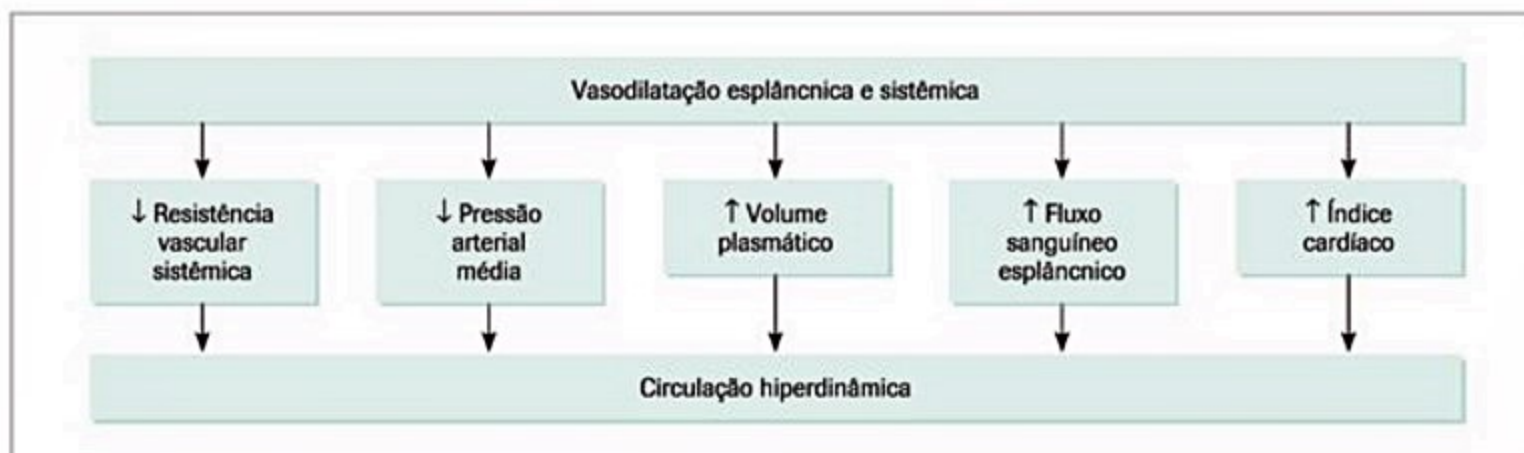 Vasodilatação esplâncnica e sistêmica
↓ Resistência
vascular
sistêmica
↓ Pressão
arterial
média
↑ Volume
plasmático
↑ Fluxo
sanguíneo
esplâncnico
↑ Índice
cardíaco
Circulação hiperdinâmica